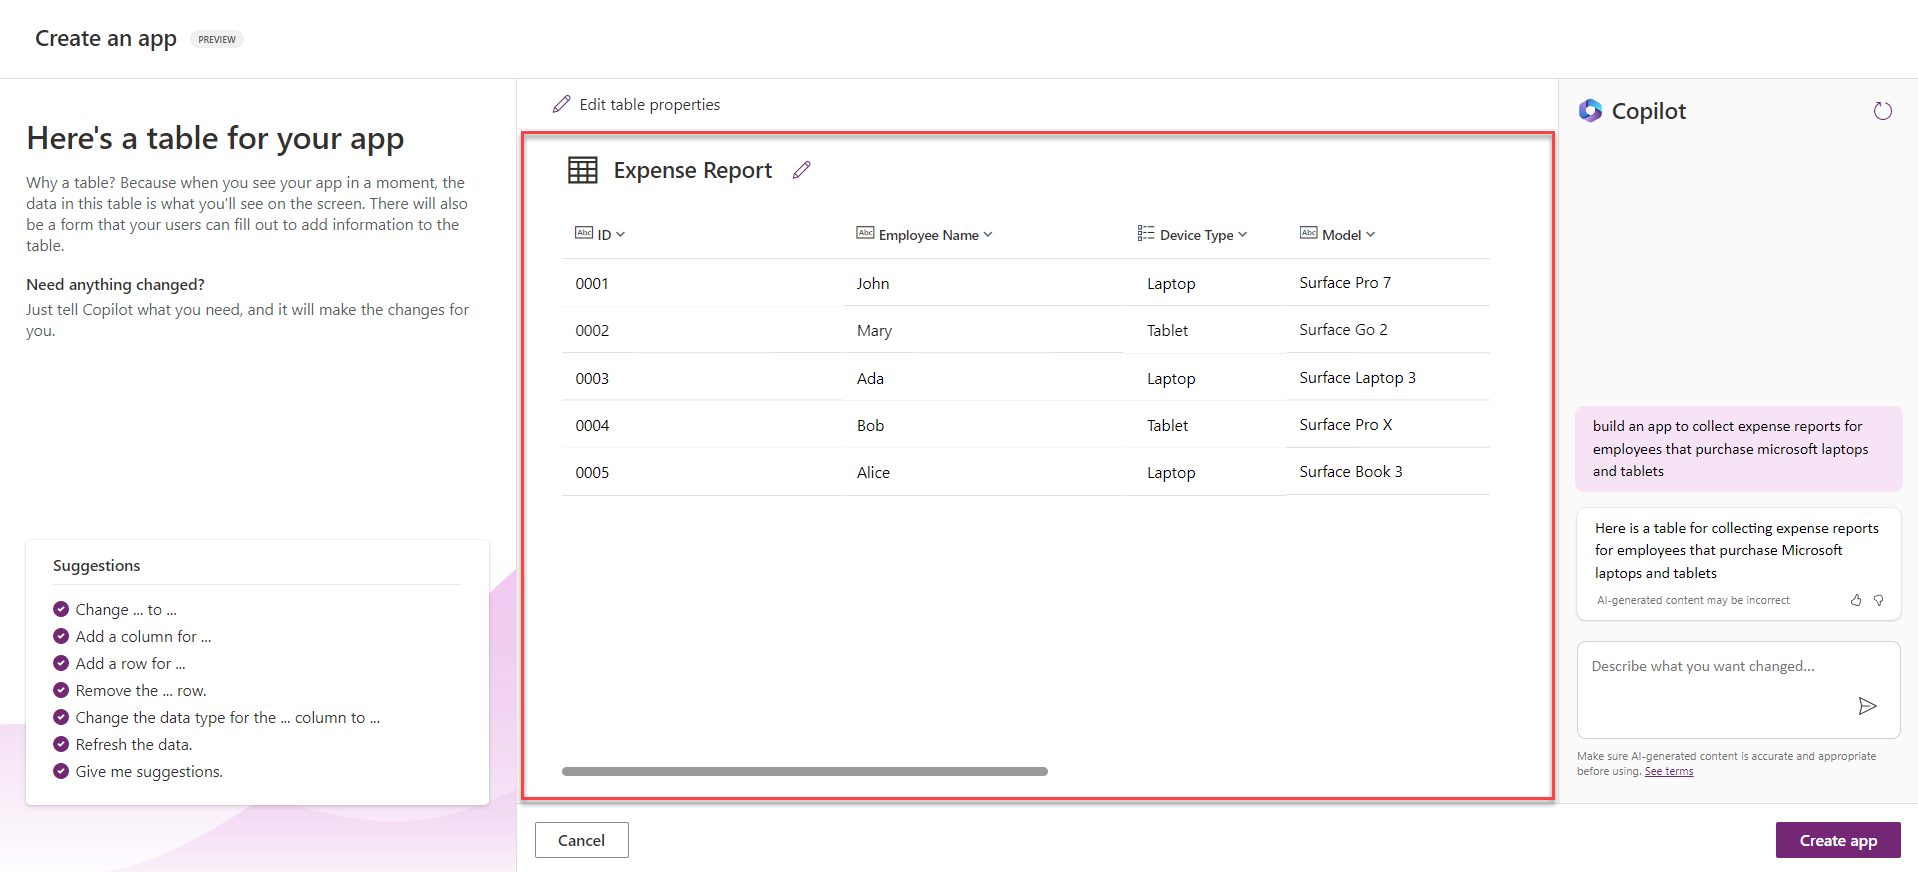 Create an app PREVIEW
Here's a table for your app
Why a table? Because when you see your app in a moment, the
data in this table is what you'll see on the screen. There will also
be a form that your users can fill out to add information to the
table.
Need anything changed?
Just tell Copilot what you need, and it will make the changes for
you.
Suggestions
Change ... to ...
Add a column for ...
Add a row for ...
Remove the ... row.
Change the data type for the ... column to ...
Refresh the data.
Give me suggestions.
Edit table properties
Expense Report
Abc ID Abc Employee Name Device Type Abc Model
0001 John Laptop Surface Pro 7
0002 Mary Tablet Surface Go 2
0003 Ada Laptop Surface Laptop 3
0004 Bob Tablet Surface Pro X
0005 Alice Laptop Surface Book 3
Cancel
Copilot
build an app to collect expense reports for
employees that purchase microsoft laptops
and tablets
Here is a table for collecting expense reports
for employees that purchase Microsoft
laptops and tablets
AI-generated content may be incorrect
Describe what you want changed...
Make sure AI-generated content is accurate and appropriate
before using. See terms
Create app